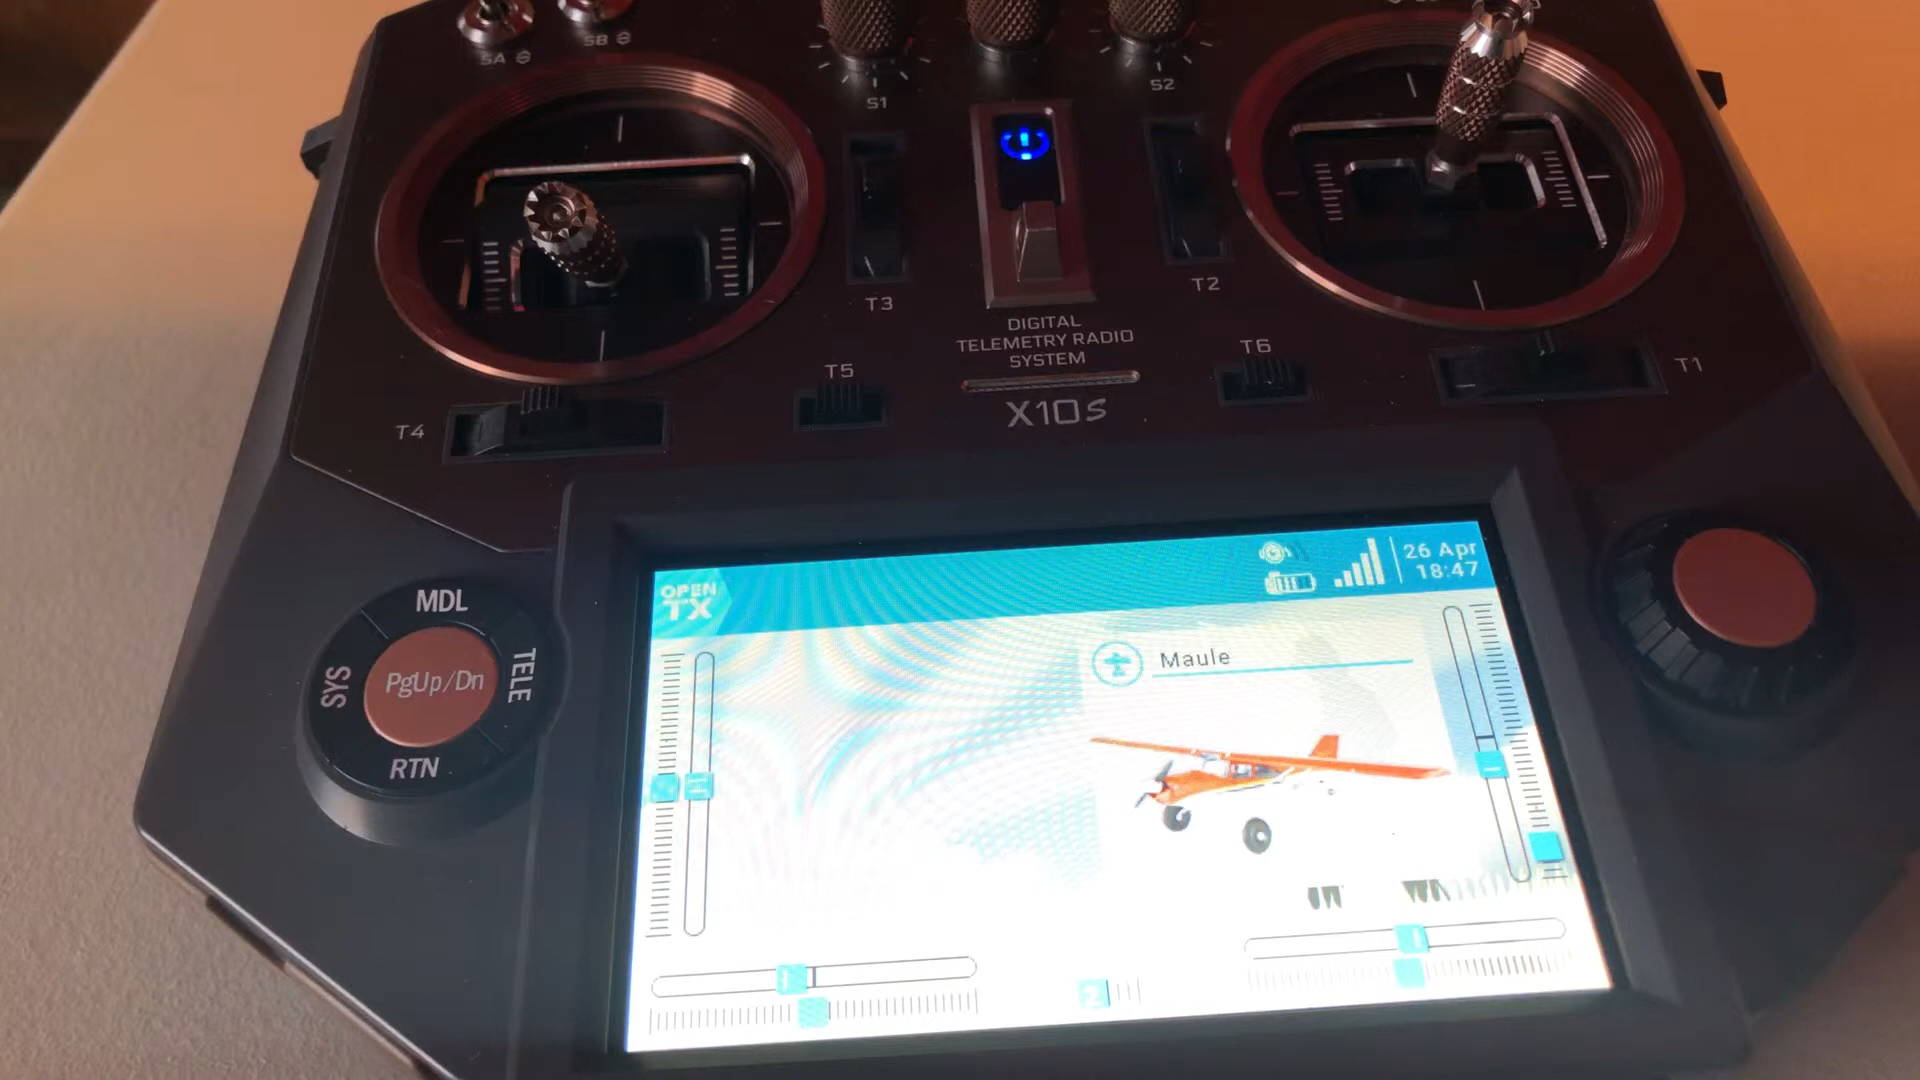 SA
SB
S1
S2
T3
T2
DIGITAL
TELEMETRY RADIO
SYSTEM
X10S
T5
T6
T4
T1
MDL
SYS
PgUp/Dn
TELE
RTN
OPEN
TX
26 Apr
18:47
Maule
2